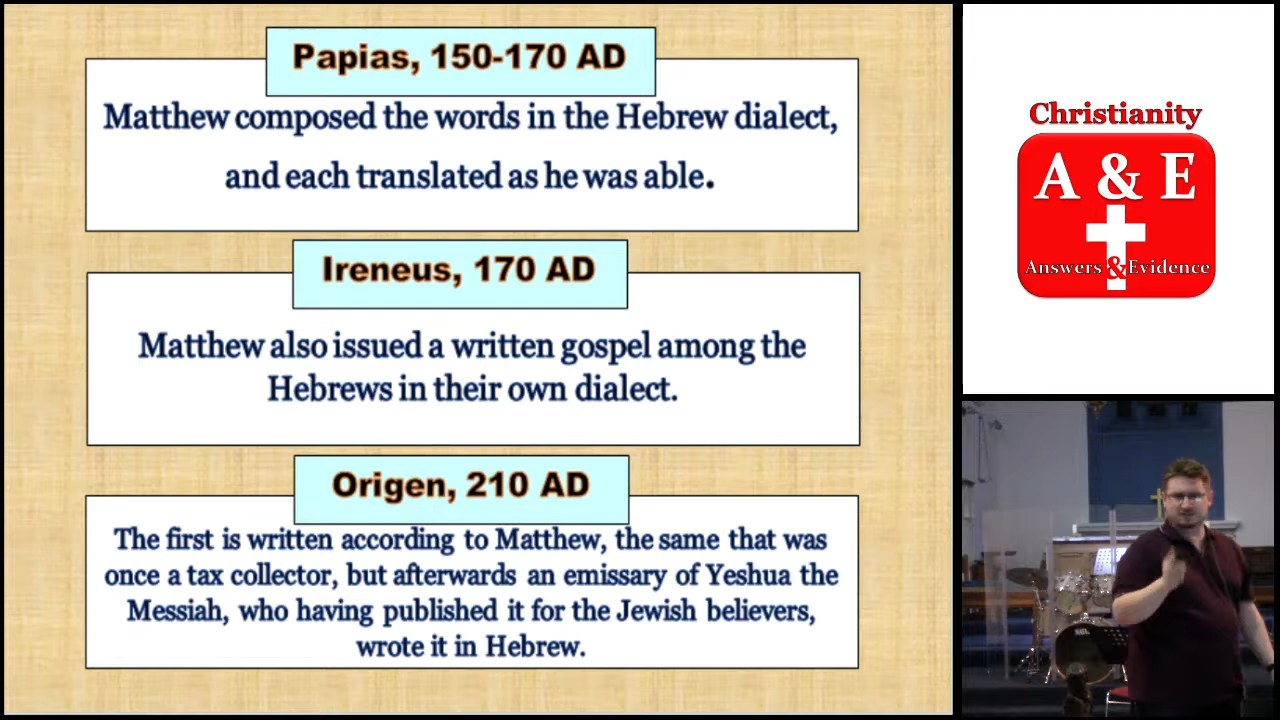 Papias, 150-170 AD
Matthew composed the words in the Hebrew dialect,
and each translated as he was able.
Ireneus, 170 AD
Matthew also issued a written gospel among the
Hebrews in their own dialect.
Origen, 210 AD
The first is written according to Matthew, the same that was
once a tax collector, but afterwards an emissary of Yeshua the
Messiah, who having published it for the Jewish believers,
wrote it in Hebrew.
Christianity
A & E
Answers & Evidence